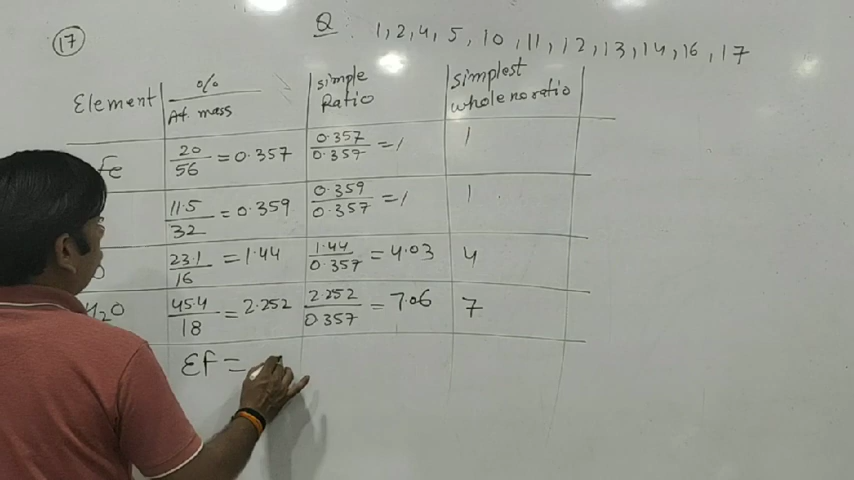 17
Q. 1, 2, 4, 5, 10, 11, 12, 13, 14, 16, 17
Element | %/At. mass | simple Ratio | simplest whole no ratio
Fe | 20/56 = 0.357 | 0.357/0.357 = 1 | 1
11.5/32 = 0.359 | 0.359/0.357 = 1 | 1
O | 23.1/16 = 1.44 | 1.44/0.357 = 4.03 | 4
H2O | 45.4/18 = 2.252 | 2.252/0.357 = 7.06 | 7
Ef =